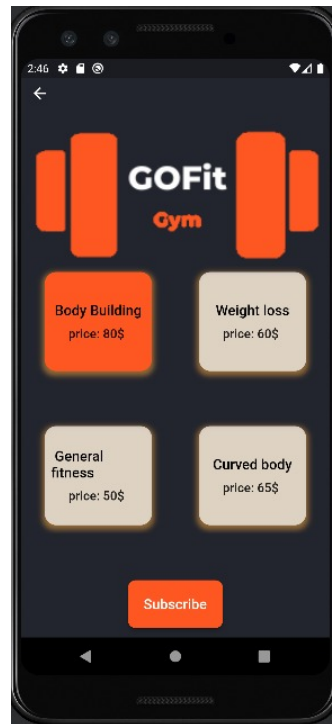 2:46
GOFit
Gym
Body Building
price: 80$
Weight loss
price: 60$
General
fitness
price: 50$
Curved body
price: 65$
Subscribe